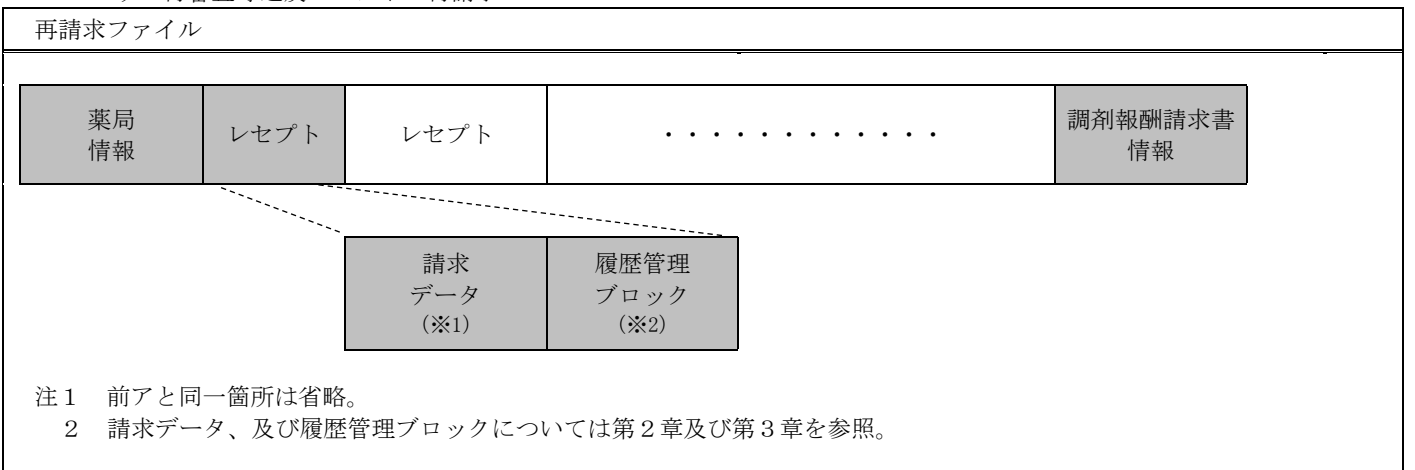 再請求ファイル
薬局
情報
レセプト
レセプト
・・・・・・・・・・・・
調剤報酬請求書
情報
請求
データ
(※1)
履歴管理
ブロック
(※2)
注１　前アと同一箇所は省略。
２　請求データ、及び履歴管理ブロックについては第２章及び第３章を参照。